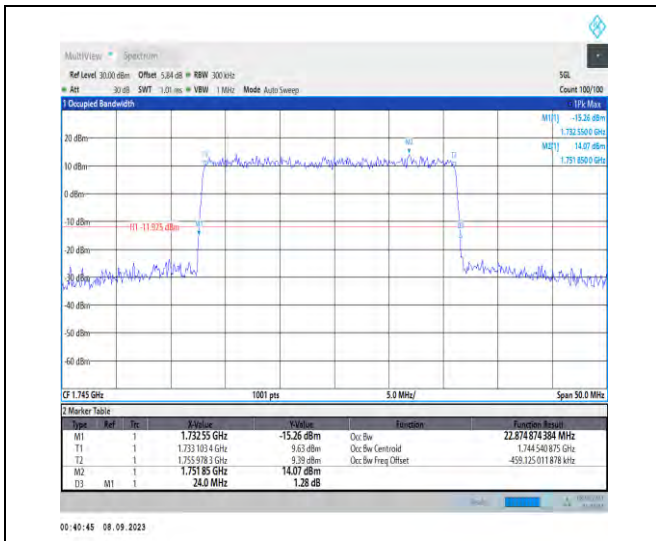 MultiView Spectrum
Ref Level 30.00 dBm Offset 5.84 dB RBW 300 kHz SGL
Att 30 dB SWT 1.01 ms VBW 1 MHz Mode Auto Sweep Count 100/100
1 Occupied Bandwidth 1Pk Max
M1[1] -15.26 dBm
1.732 550 0 GHz
M2[1] 14.07 dBm
1.751 850 0 GHz
20 dBm
M2
T1 T2
10 dBm
0 dBm
-10 dBm
H1 -11.925 dBm M1
-20 dBm
-30 dBm
-40 dBm
-50 dBm
-60 dBm
CF 1.745 GHz 1001 pts 5.0 MHz/ Span 50.0 MHz
2 Marker Table
Type Ref Trc X-Value Y-Value Function Function Result
M1 1 1.732 55 GHz -15.26 dBm Occ Bw 22.874 874 384 MHz
T1 1 1.733 103 4 GHz 9.63 dBm Occ Bw Centroid 1.744 540 875 GHz
T2 1 1.755 978 3 GHz 9.39 dBm Occ Bw Freq Offset -459.125 011 878 kHz
M2 1 1.751 85 GHz 14.07 dBm
D3 M1 1 24.0 MHz 1.28 dB
00:40:45 08.09.2023